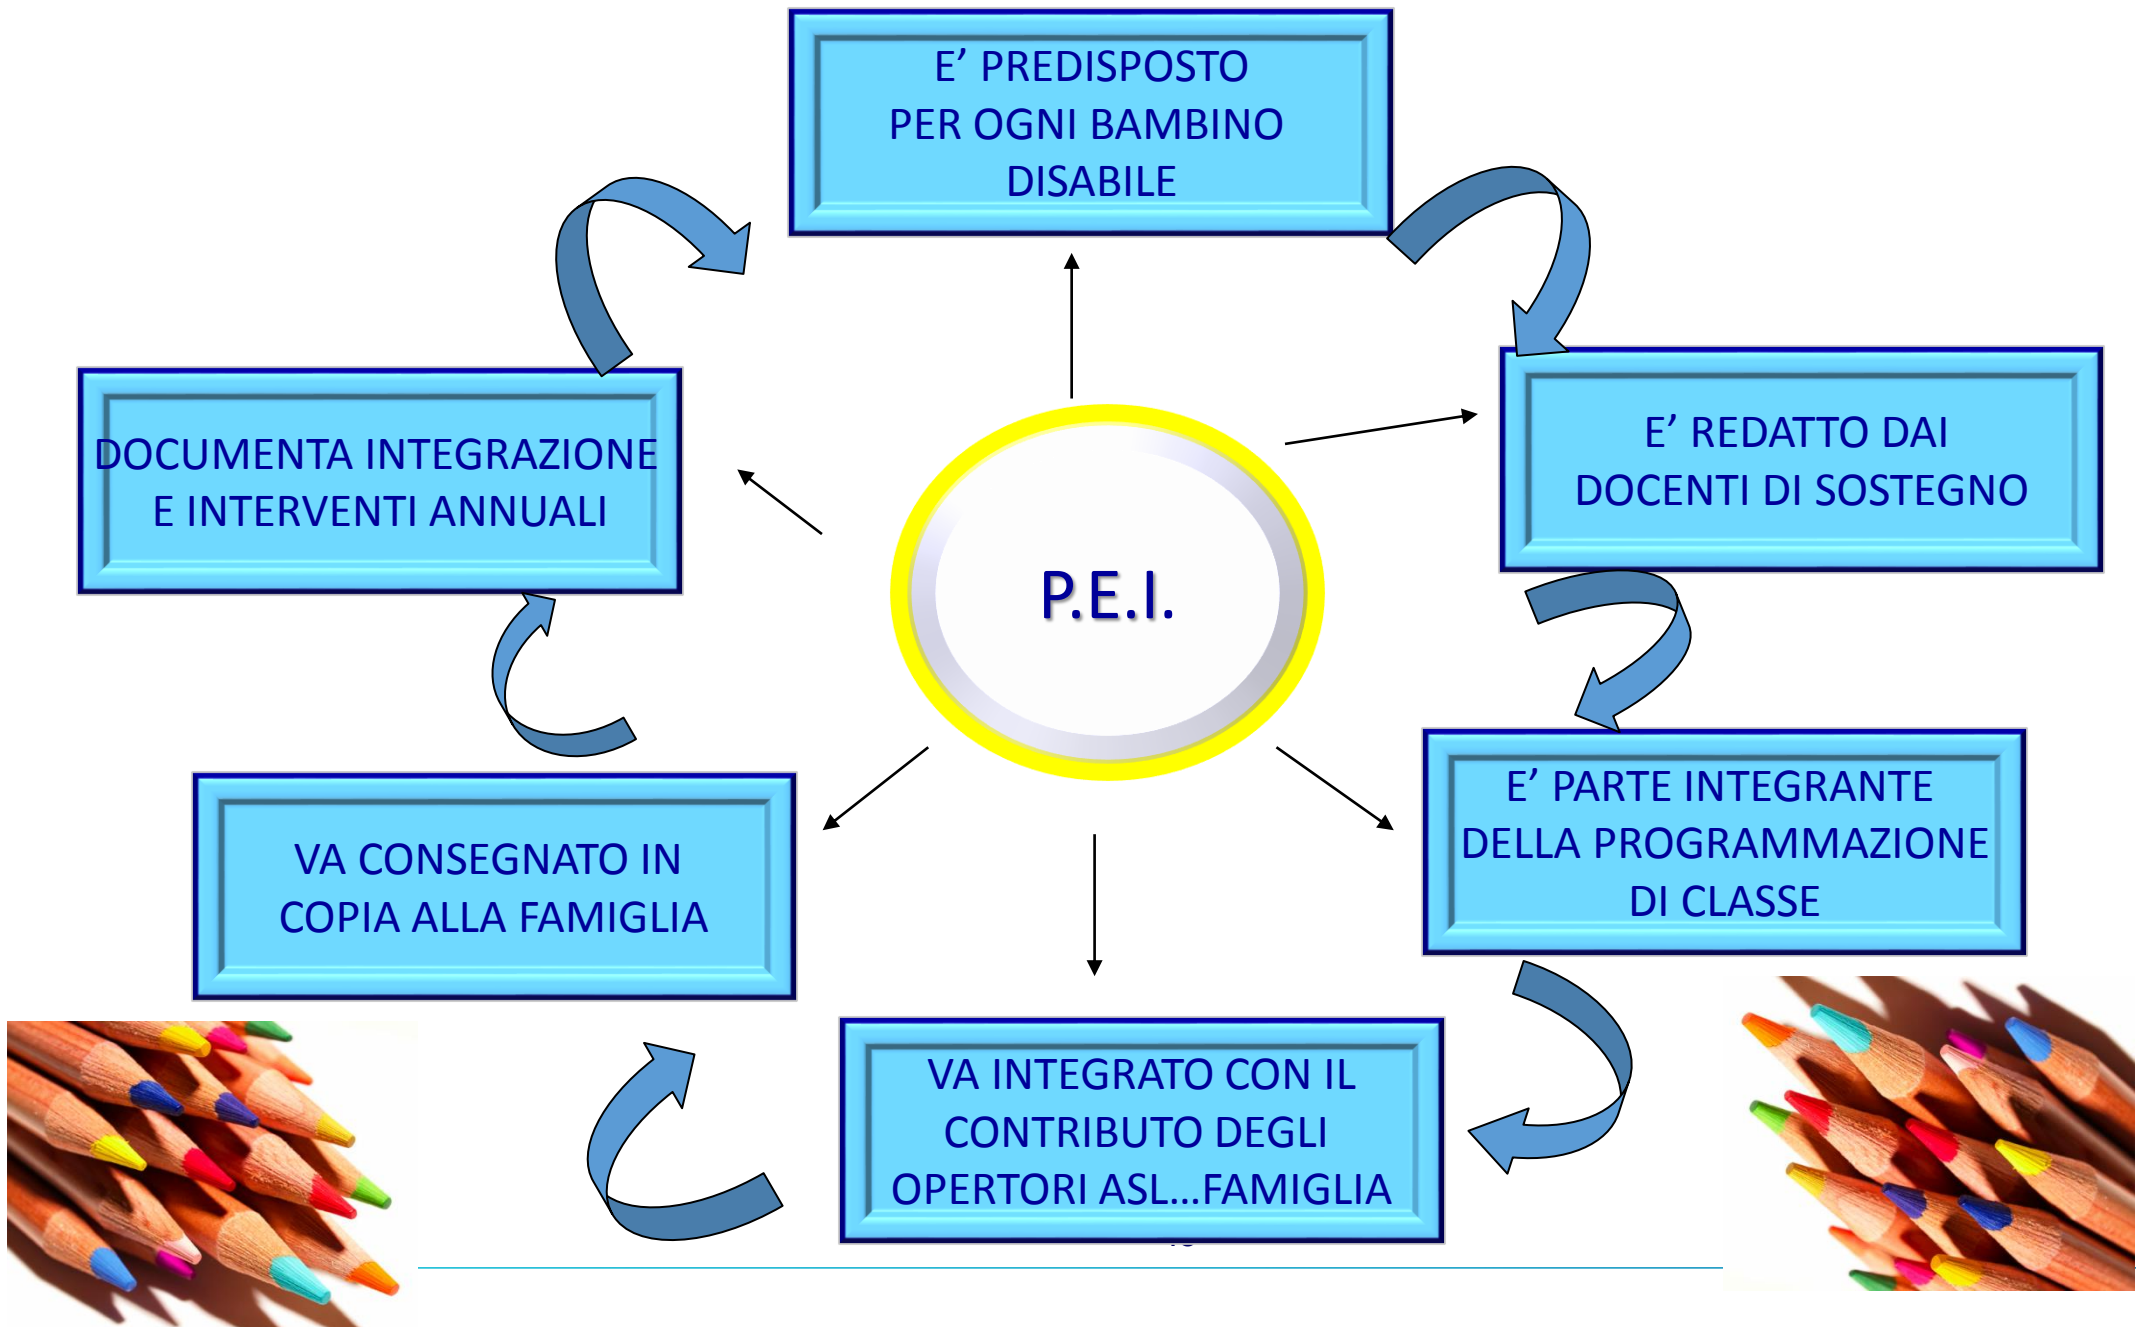 E’ PREDISPOSTO
PER OGNI BAMBINO
DISABILE
E’ REDATTO DAI
DOCENTI DI SOSTEGNO
E’ PARTE INTEGRANTE
DELLA PROGRAMMAZIONE
DI CLASSE
VA INTEGRATO CON IL
CONTRIBUTO DEGLI
OPERTORI ASL...FAMIGLIA
VA CONSEGNATO IN
COPIA ALLA FAMIGLIA
DOCUMENTA INTEGRAZIONE
E INTERVENTI ANNUALI
P.E.I.